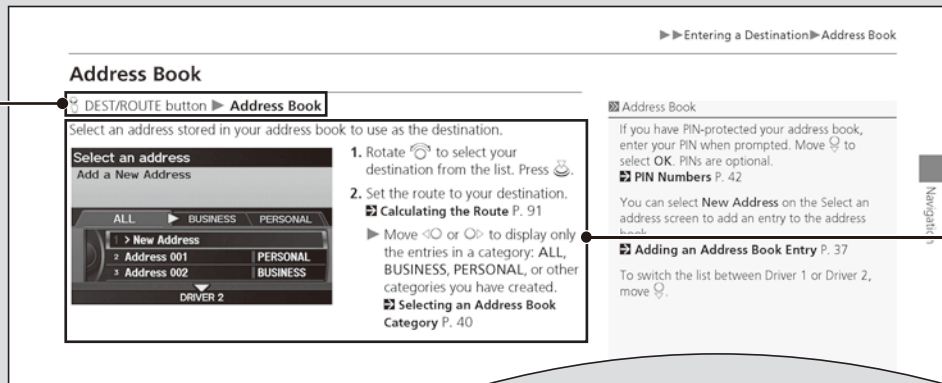 ▶▶Entering a Destination▶Address Book
Address Book
DEST/ROUTE button ▶ Address Book
Select an address stored in your address book to use as the destination.
Select an address
Add a New Address
ALL ▶ BUSINESS PERSONAL
1 > New Address
2 Address 001 PERSONAL
3 Address 002 BUSINESS
DRIVER 2
1. Rotate to select your
destination from the list. Press .
2. Set the route to your destination.
Calculating the Route P. 91
▶ Move or to display only
the entries in a category: ALL,
BUSINESS, PERSONAL, or other
categories you have created.
Selecting an Address Book
Category P. 40
Address Book
If you have PIN-protected your address book,
enter your PIN when prompted. Move to
select OK. PINs are optional.
PIN Numbers P. 42
You can select New Address on the Select an
address screen to add an entry to the address
Adding an Address Book Entry P. 37
To switch the list between Driver 1 or Driver 2,
move .
Navigation